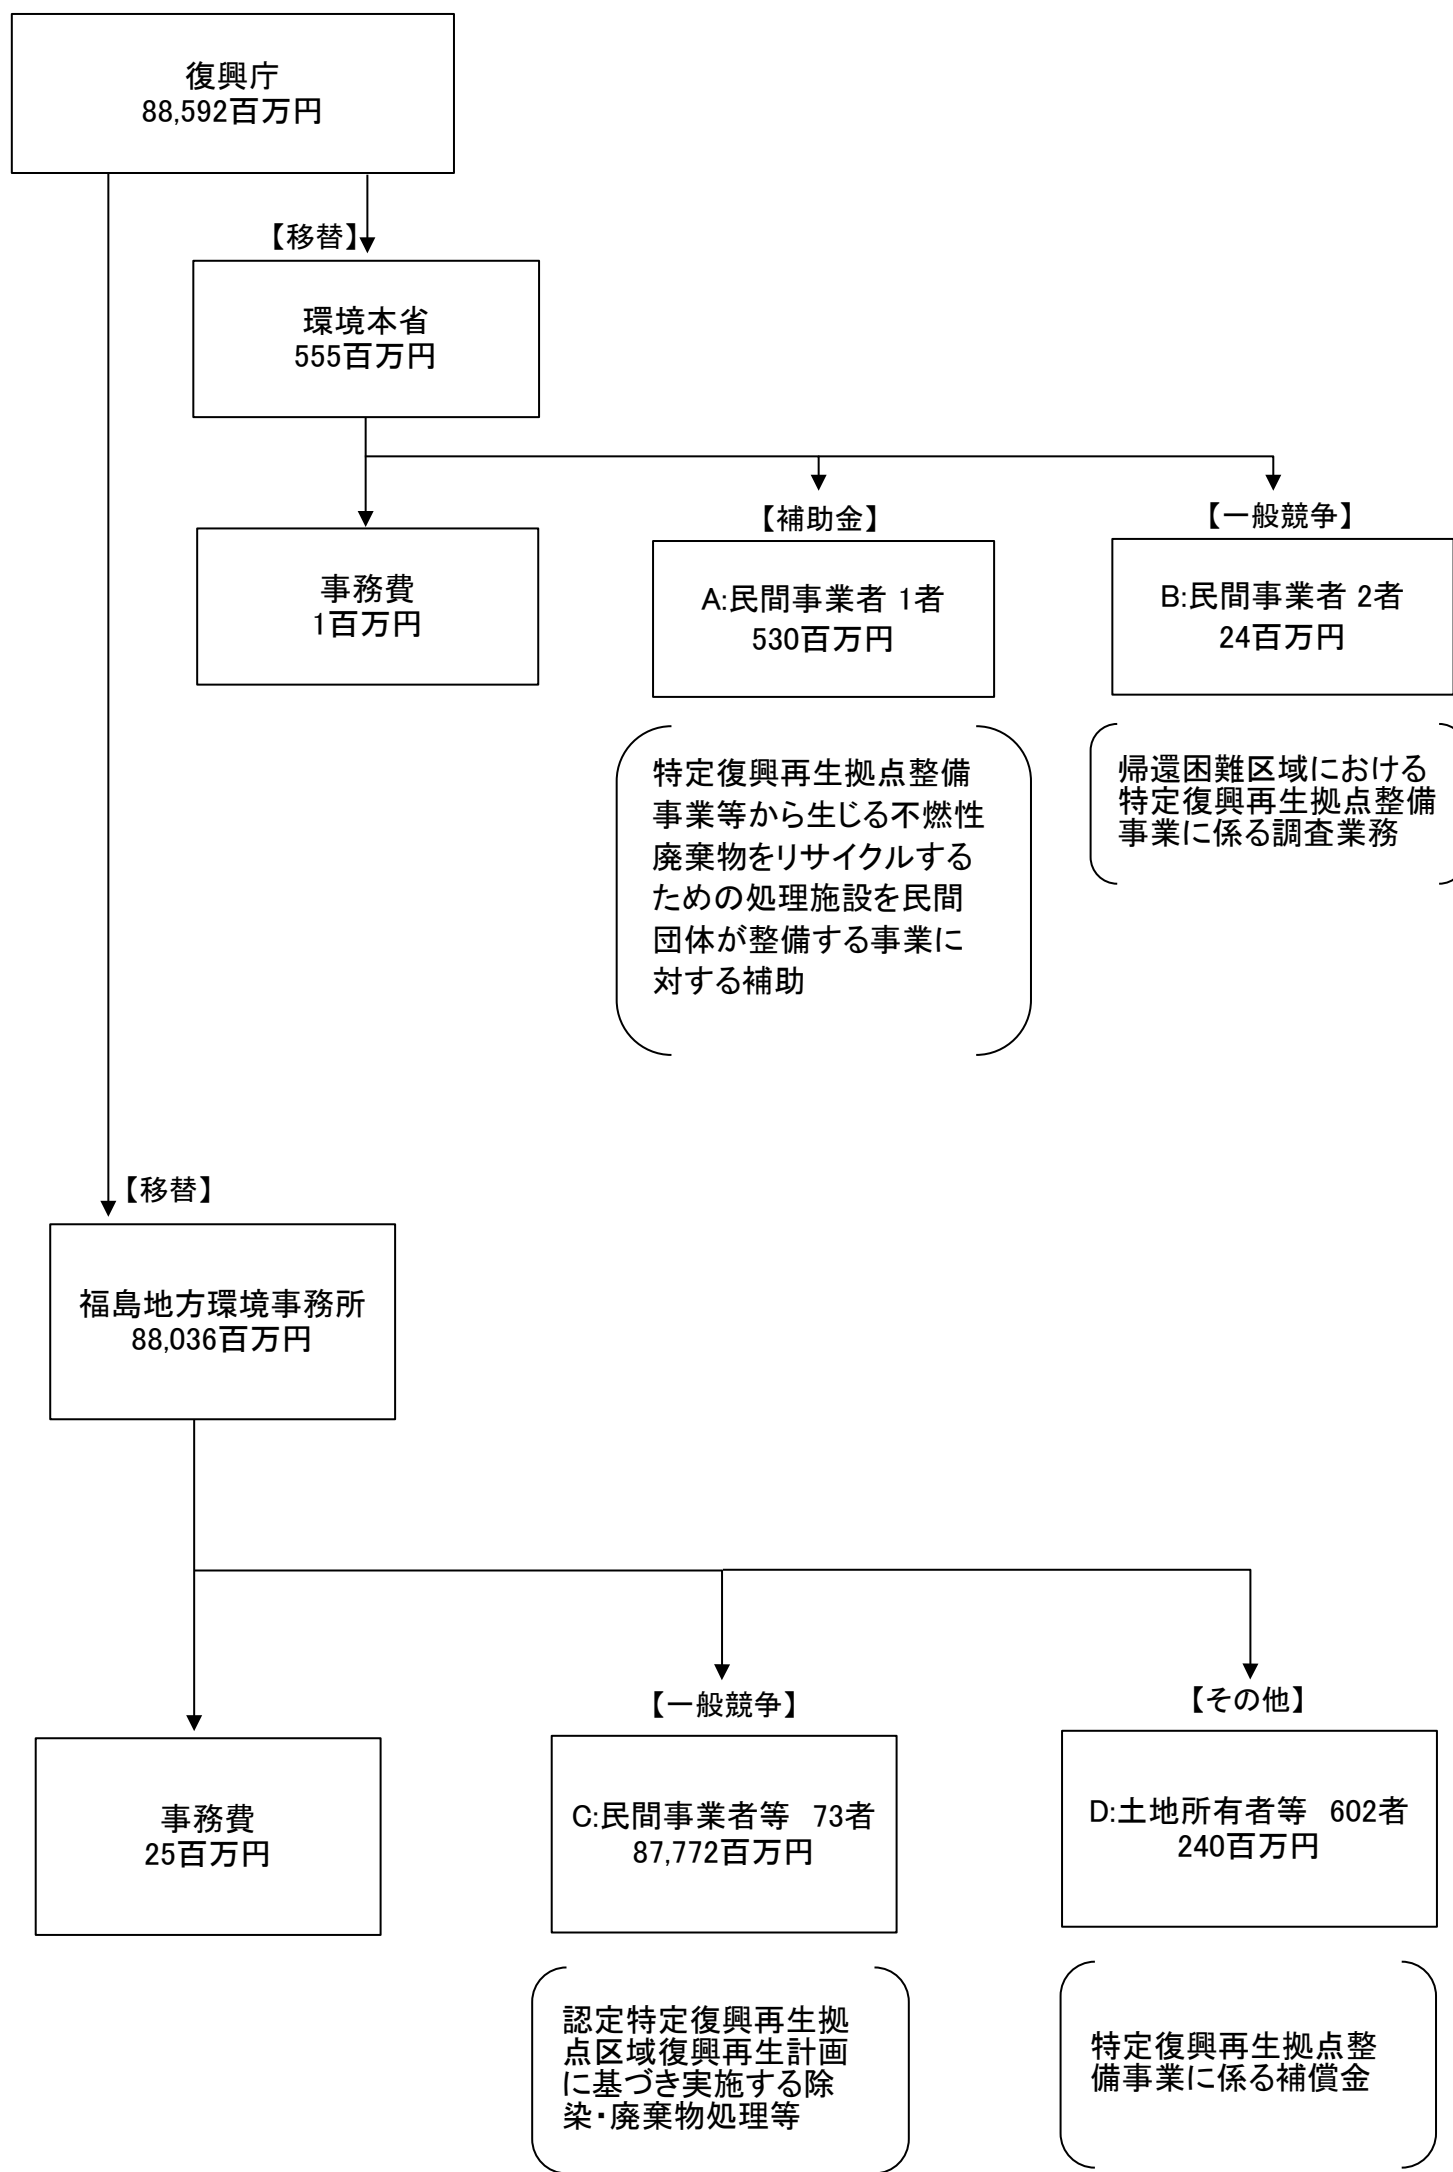 復興庁
88,592百万円
【移替】
環境本省
555百万円
事務費
1百万円
【補助金】
A:民間事業者 1者
530百万円
特定復興再生拠点整備
事業等から生じる不燃性
廃棄物をリサイクルする
ための処理施設を民間
団体が整備する事業に
対する補助
【一般競争】
B:民間事業者 2者
24百万円
帰還困難区域における
特定復興再生拠点整備
事業に係る調査業務
【移替】
福島地方環境事務所
88,036百万円
事務費
25百万円
【一般競争】
C:民間事業者等　73者
87,772百万円
認定特定復興再生拠
点区域復興再生計画
に基づき実施する除
染・廃棄物処理等
【その他】
D:土地所有者等　602者
240百万円
特定復興再生拠点整
備事業に係る補償金